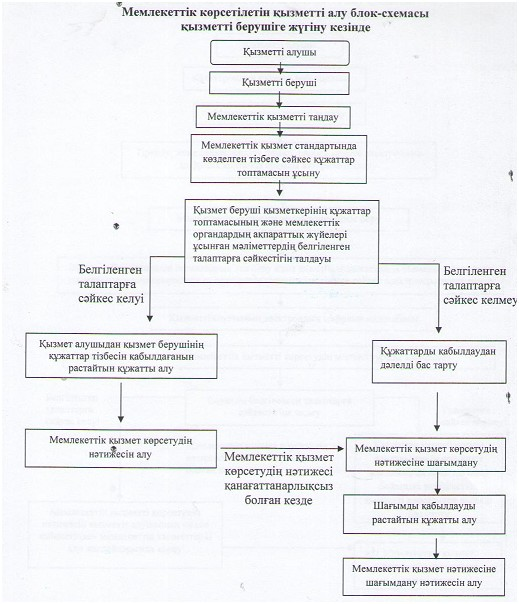 Мемлекеттік көрсетілетін қызметті алу блок-схемасы
қызметті берушіге жүгіну кезінде
Қызметті алушы
Қызметті беруші
Мемлекеттік қызметті таңдау
Мемлекеттік қызмет стандартында
көзделген тізбеге сәйкес құжаттар
топтамасын ұсыну
Қызмет беруші қызметкерінің құжаттар
топтамасының және мемлекеттік
органдардың ақпараттық жүйелері
ұсынған мәліметтердің белгіленген
талаптарға сәйкестігін талдауы
Белгіленген
талаптарға
сәйкес келуі
Белгіленген
талаптарға
сәйкес келмеу
Қызмет алушыдан қызмет берушінің
құжаттар тізбесін қабылдағанын
растайтын құжатты алу
Құжаттарды қабылдаудан
дәлелді бас тарту
Мемлекеттік қызмет көрсетудің
нәтижесін алу
Мемлекеттік қызмет
көрсетудің нәтижесі
қанағаттанарлықсыз
болған кезде
Мемлекеттік қызмет көрсетудің
нәтижесіне шағымдану
Шағымды қабылдауды
растайтын құжатты алу
Мемлекеттік қызмет нәтижесіне
шағымдану нәтижесін алу